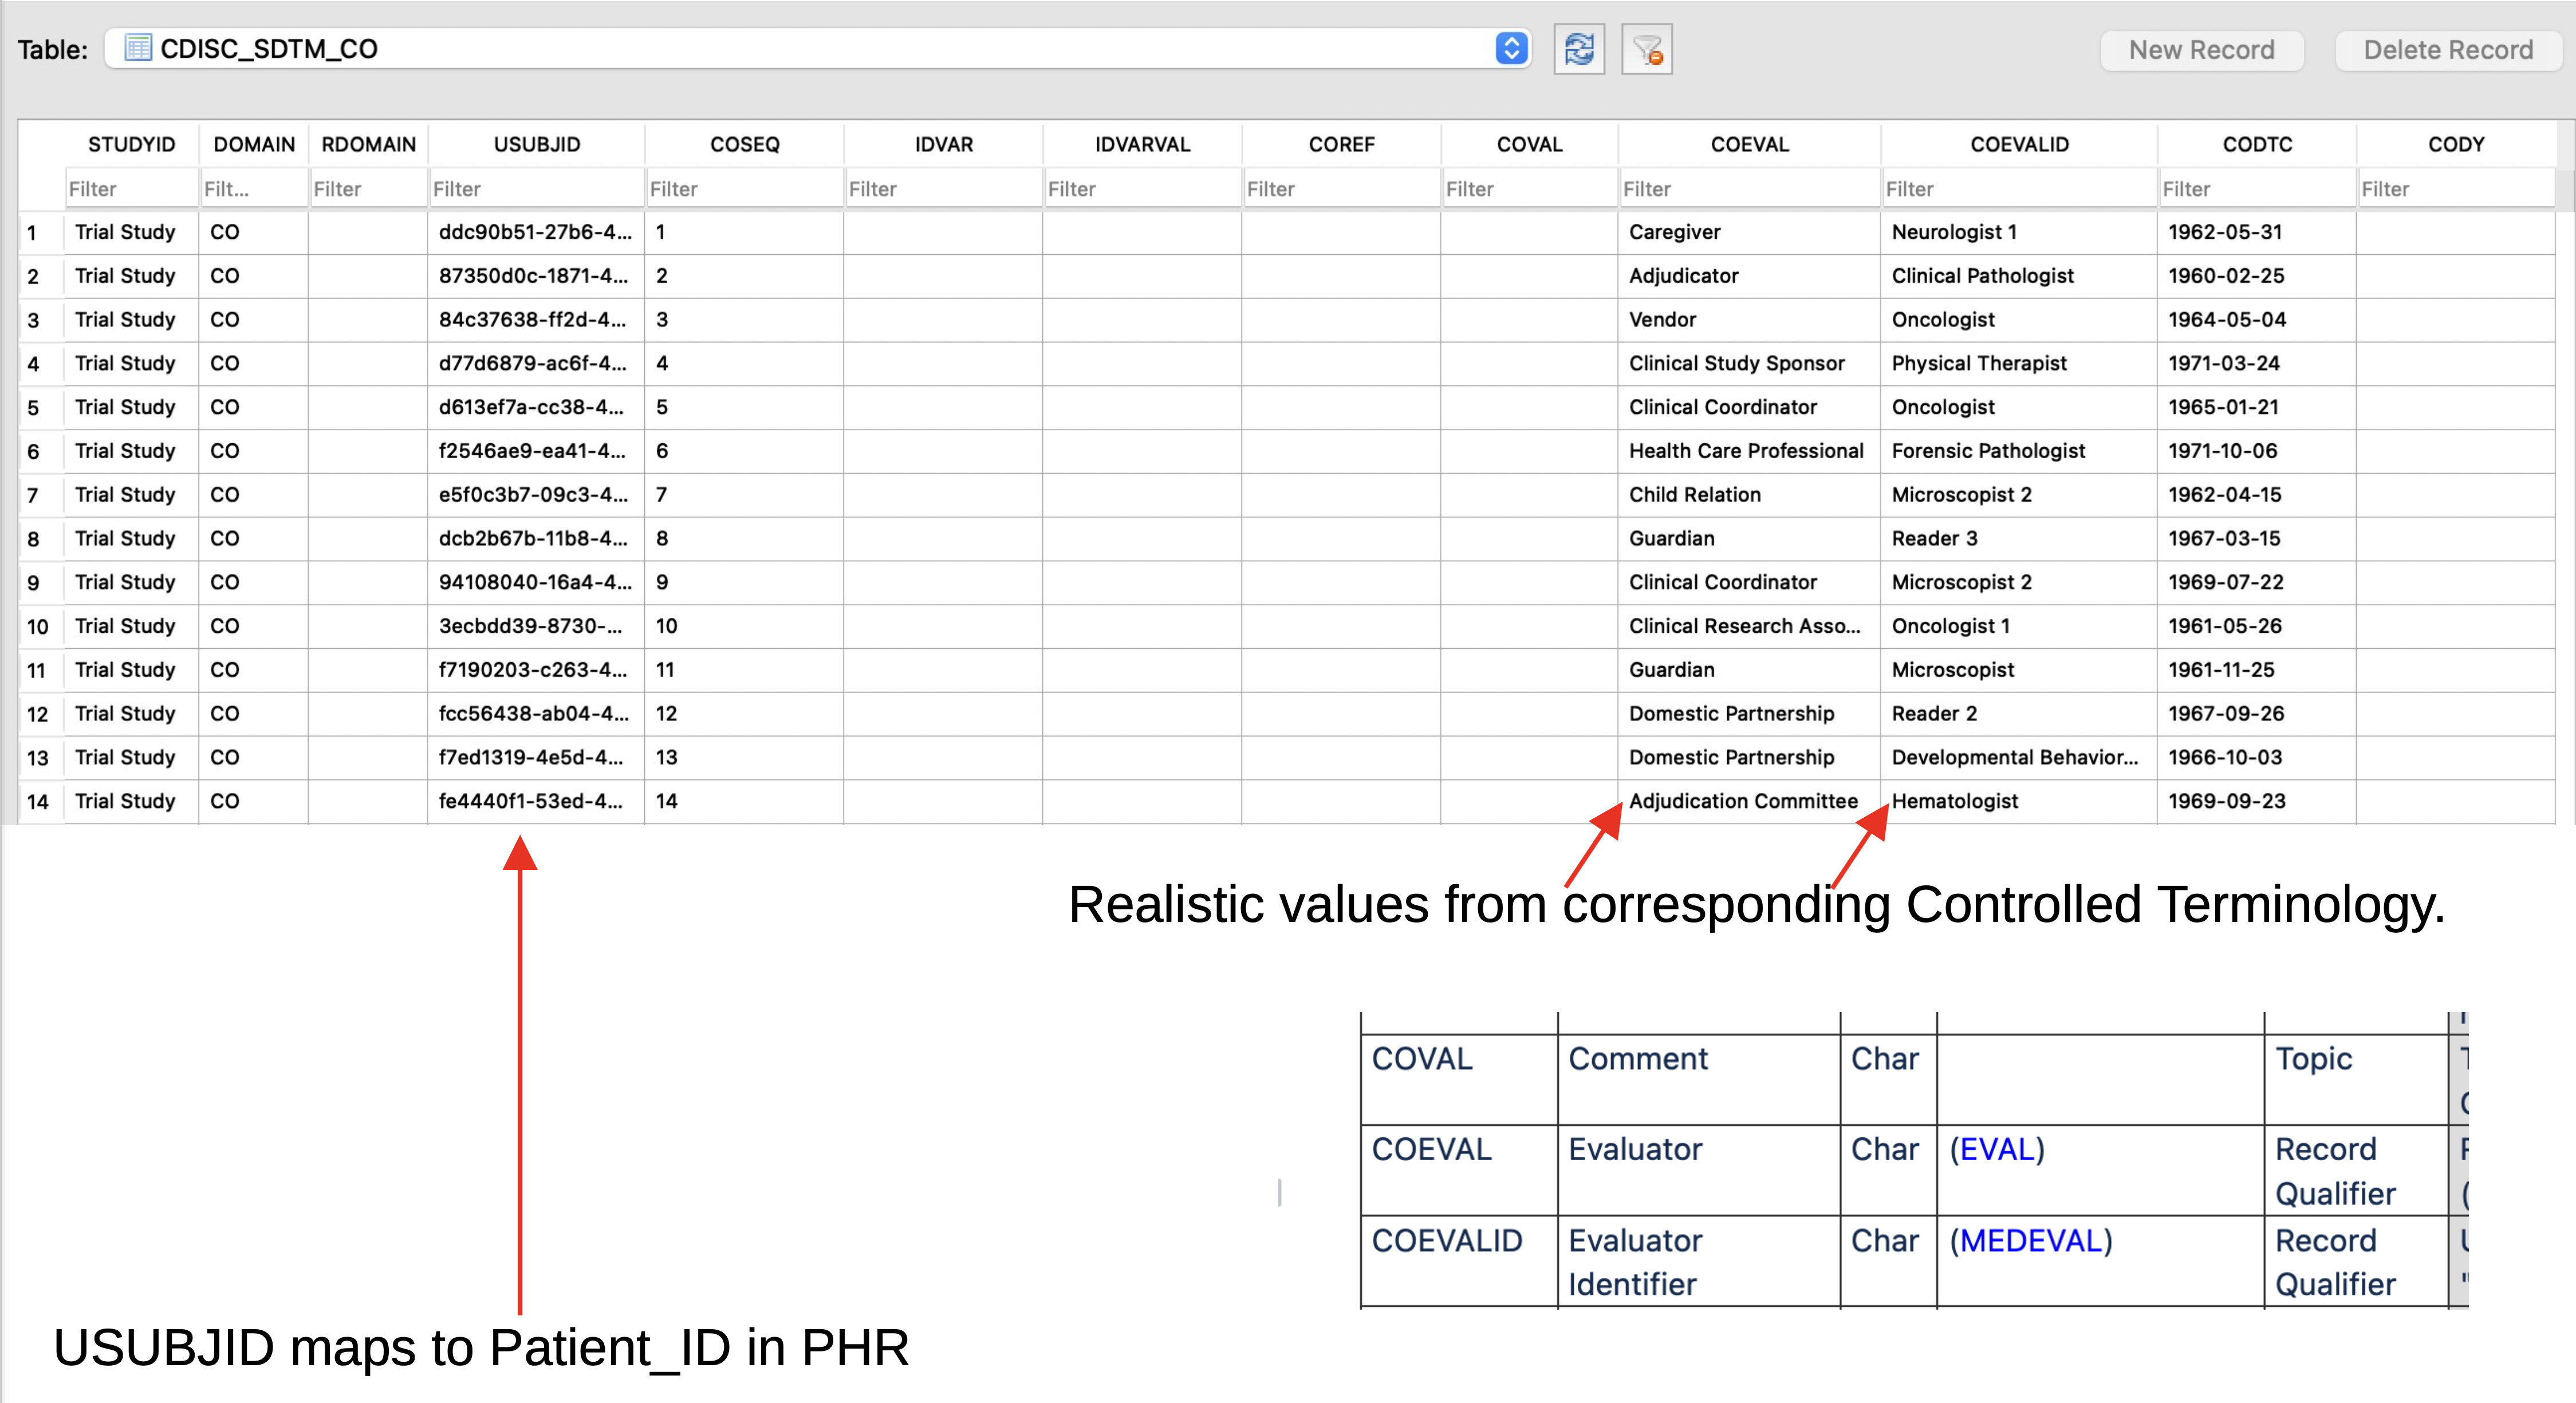 Table: CDISC_SDTM_CO New Record Delete Record
STUDYID DOMAIN RDOMAIN USUBJID COSEQ IDVAR IDVARVAL COREF COVAL COEVAL COEVALID CODTC CODY
Filter Filt... Filter Filter Filter Filter Filter Filter Filter Filter Filter Filter Filter
1 Trial Study CO ddc90b51-27b6-4... 1 Caregiver Neurologist 1 1962-05-31
2 Trial Study CO 87350d0c-1871-4... 2 Adjudicator Clinical Pathologist 1960-02-25
3 Trial Study CO 84c37638-ff2d-4... 3 Vendor Oncologist 1964-05-04
4 Trial Study CO d77d6879-ac6f-4... 4 Clinical Study Sponsor Physical Therapist 1971-03-24
5 Trial Study CO d613ef7a-cc38-4... 5 Clinical Coordinator Oncologist 1965-01-21
6 Trial Study CO f2546ae9-ea41-4... 6 Health Care Professional Forensic Pathologist 1971-10-06
7 Trial Study CO e5f0c3b7-09c3-4... 7 Child Relation Microscopist 2 1962-04-15
8 Trial Study CO dcb2b67b-11b8-4... 8 Guardian Reader 3 1967-03-15
9 Trial Study CO 94108040-16a4-4... 9 Clinical Coordinator Microscopist 2 1969-07-22
10 Trial Study CO 3ecbdd39-8730-... 10 Clinical Research Asso... Oncologist 1 1961-05-26
11 Trial Study CO f7190203-c263-4... 11 Guardian Microscopist 1961-11-25
12 Trial Study CO fcc56438-ab04-4... 12 Domestic Partnership Reader 2 1967-09-26
13 Trial Study CO f7ed1319-4e5d-4... 13 Domestic Partnership Developmental Behavior... 1966-10-03
14 Trial Study CO fe4440f1-53ed-4... 14 Adjudication Committee Hematologist 1969-09-23
Realistic values from corresponding Controlled Terminology.
COVAL Comment Char Topic
COEVAL Evaluator Char (EVAL) Record
Qualifier
COEVALID Evaluator Char (MEDEVAL) Record
Identifier Qualifier
USUBJID maps to Patient_ID in PHR